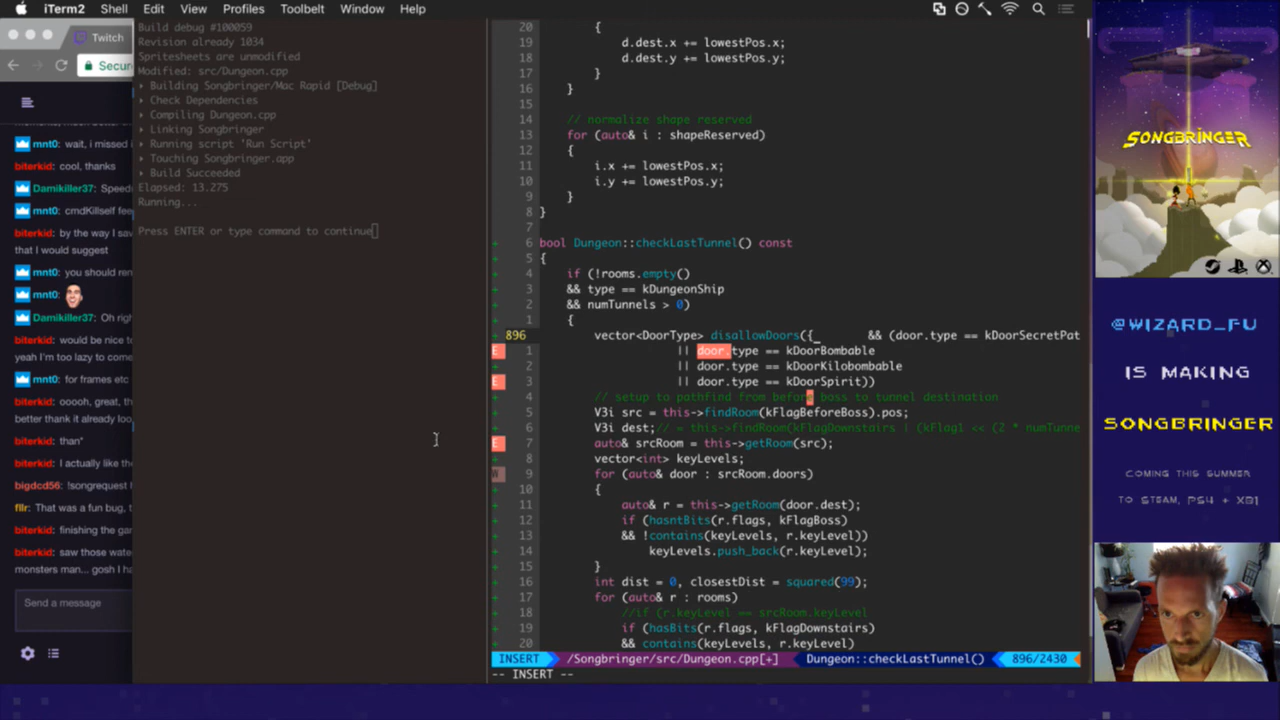 iTerm2 Shell Edit View Profiles Toolbelt Window Help
Twitch
Secure
mnt0: wait, i missed i
biterkid: cool, thanks
Damikiller37: Speed
mnt0: cmdKillself fee
biterkid: by the way I saw
that I would suggest
mnt0: you should ren
mnt0:
Damikiller37: Oh righ
would be nice to
yeah I'm too lazy to come
mnt0: for frames etc
biterkid: ooooh, great, th
better thank it already loo
biterkid: than*
biterkid: I actually like the
bigdcd56: !songrequest
fllr: That was a fun bug, t
biterkid: finishing the gar
biterkid: saw those wate
monsters man... gosh I ha
Send a message
Build debug #100059
Revision already 1034
Spritesheets are unmodified
Modified: src/Dungeon.cpp
▸ Building Songbringer/Mac Rapid [Debug]
▸ Check Dependencies
▸ Compiling Dungeon.cpp
▸ Linking Songbringer
▸ Running script 'Run Script'
▸ Touching Songbringer.app
▸ Build Succeeded
Elapsed: 13.275
Running...
Press ENTER or type command to continue
20 {
19 d.dest.x += lowestPos.x;
18 d.dest.y += lowestPos.y;
17 }
16 }
15
14 // normalize shape reserved
13 for (auto& i : shapeReserved)
12 {
11 i.x += lowestPos.x;
10 i.y += lowestPos.y;
9 }
8 }
7
+ 6 bool Dungeon::checkLastTunnel() const
+ 5 {
+ 4 if (!rooms.empty()
+ 3 && type == kDungeonShip
+ 2 && numTunnels > 0)
+ 1 {
896 vector<DoorType> disallowDoors({_ && (door.type == kDoorSecretPat
E 1 || door.type == kDoorBombable
+ 2 || door.type == kDoorKilobombable
E 3 || door.type == kDoorSpirit))
+ 4 // setup to pathfind from before boss to tunnel destination
+ 5 V3i src = this->findRoom(kFlagBeforeBoss).pos;
+ 6 V3i dest;// = this->findRoom(kFlagDownstairs | (kFlag1 << (2 * numTunne
E 7 auto& srcRoom = this->getRoom(src);
+ 8 vector<int> keyLevels;
W 9 for (auto& door : srcRoom.doors)
+ 10 {
+ 11 auto& r = this->getRoom(door.dest);
+ 12 if (hasntBits(r.flags, kFlagBoss)
+ 13 && !contains(keyLevels, r.keyLevel))
+ 14 keyLevels.push_back(r.keyLevel);
+ 15 }
+ 16 int dist = 0, closestDist = squared(99);
+ 17 for (auto& r : rooms)
+ 18 //if (r.keyLevel == srcRoom.keyLevel
+ 19 if (hasBits(r.flags, kFlagDownstairs)
+ 20 && contains(keyLevels, r.keyLevel)
INSERT /Songbringer/src/Dungeon.cpp[+] Dungeon::checkLastTunnel() 896/2430
-- INSERT --
SONGBRINGER
@WIZARD_FU
IS MAKING
SONGBRINGER
COMING THIS SUMMER
TO STEAM, PS4 + XB1